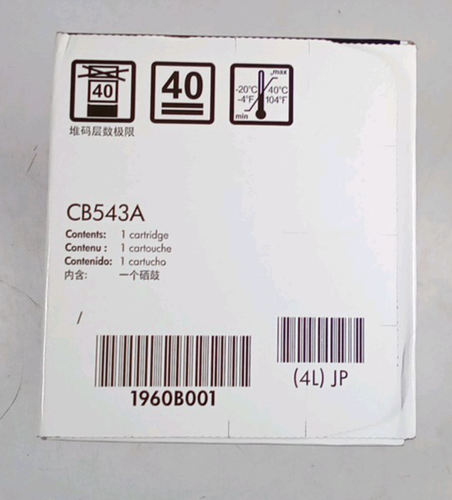 40
堆码层数极限
40
max
-20°C 40°C
-4°F 104°F
min
CB543A
Contents: 1 cartridge
Contenu : 1 cartouche
Contenido: 1 cartucho
内含: 一个硒鼓
/
1960B001
(4L) JP